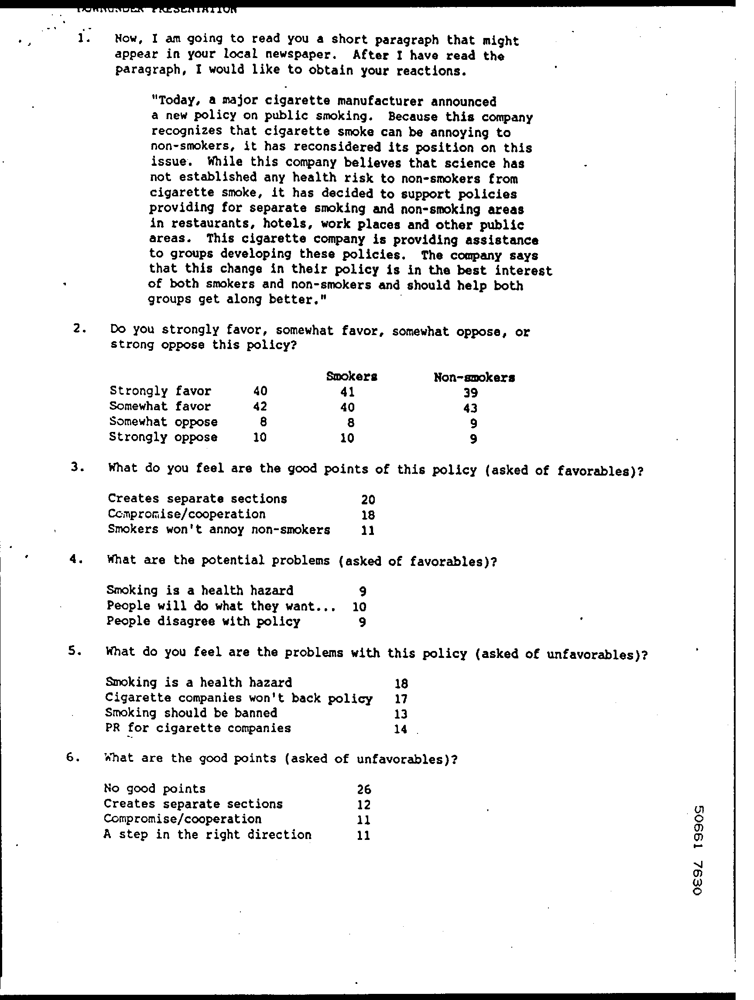 DOWNUNDER PRESENTATION
1. Now, I am going to read you a short paragraph that might
appear in your local newspaper. After I have read the
paragraph, I would like to obtain your reactions.
"Today, a major cigarette manufacturer announced
a new policy on public smoking. Because this company
recognizes that cigarette smoke can be annoying to
non-smokers, it has reconsidered its position on this
issue. While this company believes that science has
not established any health risk to non-smokers from
cigarette smoke, it has decided to support policies
providing for separate smoking and non-smoking areas
in restaurants, hotels, work places and other public
areas. This cigarette company is providing assistance
to groups developing these policies. The company says
that this change in their policy is in the best interest
of both smokers and non-smokers and should help both
groups get along better."
2. Do you strongly favor, somewhat favor, somewhat oppose, or
strong oppose this policy?
Smokers Non-smokers
Strongly favor 40 41 39
Somewhat favor 42 40 43
Somewhat oppose 8 8 9
Strongly oppose 10 10 9
3. What do you feel are the good points of this policy (asked of favorables)?
Creates separate sections 20
Compromise/cooperation 18
Smokers won't annoy non-smokers 11
4. What are the potential problems (asked of favorables)?
Smoking is a health hazard 9
People will do what they want... 10
People disagree with policy 9
5. What do you feel are the problems with this policy (asked of unfavorables)?
Smoking is a health hazard 18
Cigarette companies won't back policy 17
Smoking should be banned 13
PR for cigarette companies 14
6. What are the good points (asked of unfavorables)?
No good points 26
Creates separate sections 12
Compromise/cooperation 11
A step in the right direction 11
50661 7630